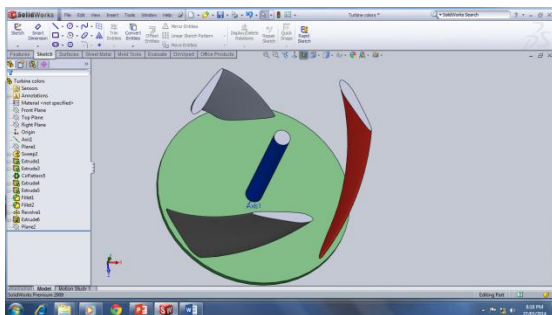 SolidWorks File Edit View Insert Tools Window Help Turbine colors * SolidWorks Search
Sketch Smart Dimension Trim Entities Convert Entities Offset Entities Mirror Entities Linear Sketch Pattern Move Entities Display/Delete Relations Repair Sketch Quick Snaps Rapid Sketch
Features Sketch Surfaces Sheet Metal Mold Tools Evaluate DimXpert Office Products
Turbine colors
Sensors
Annotations
Material <not specified>
Front Plane
Top Plane
Right Plane
Origin
Axis1
Plane1
Sweep2
Extrude1
Extrude3
CirPattern5
Extrude4
Extrude5
Fillet1
Fillet2
Revolve1
Extrude6
Plane2
Axis1
Model Motion Study 1
SolidWorks Premium 2009 Editing Part